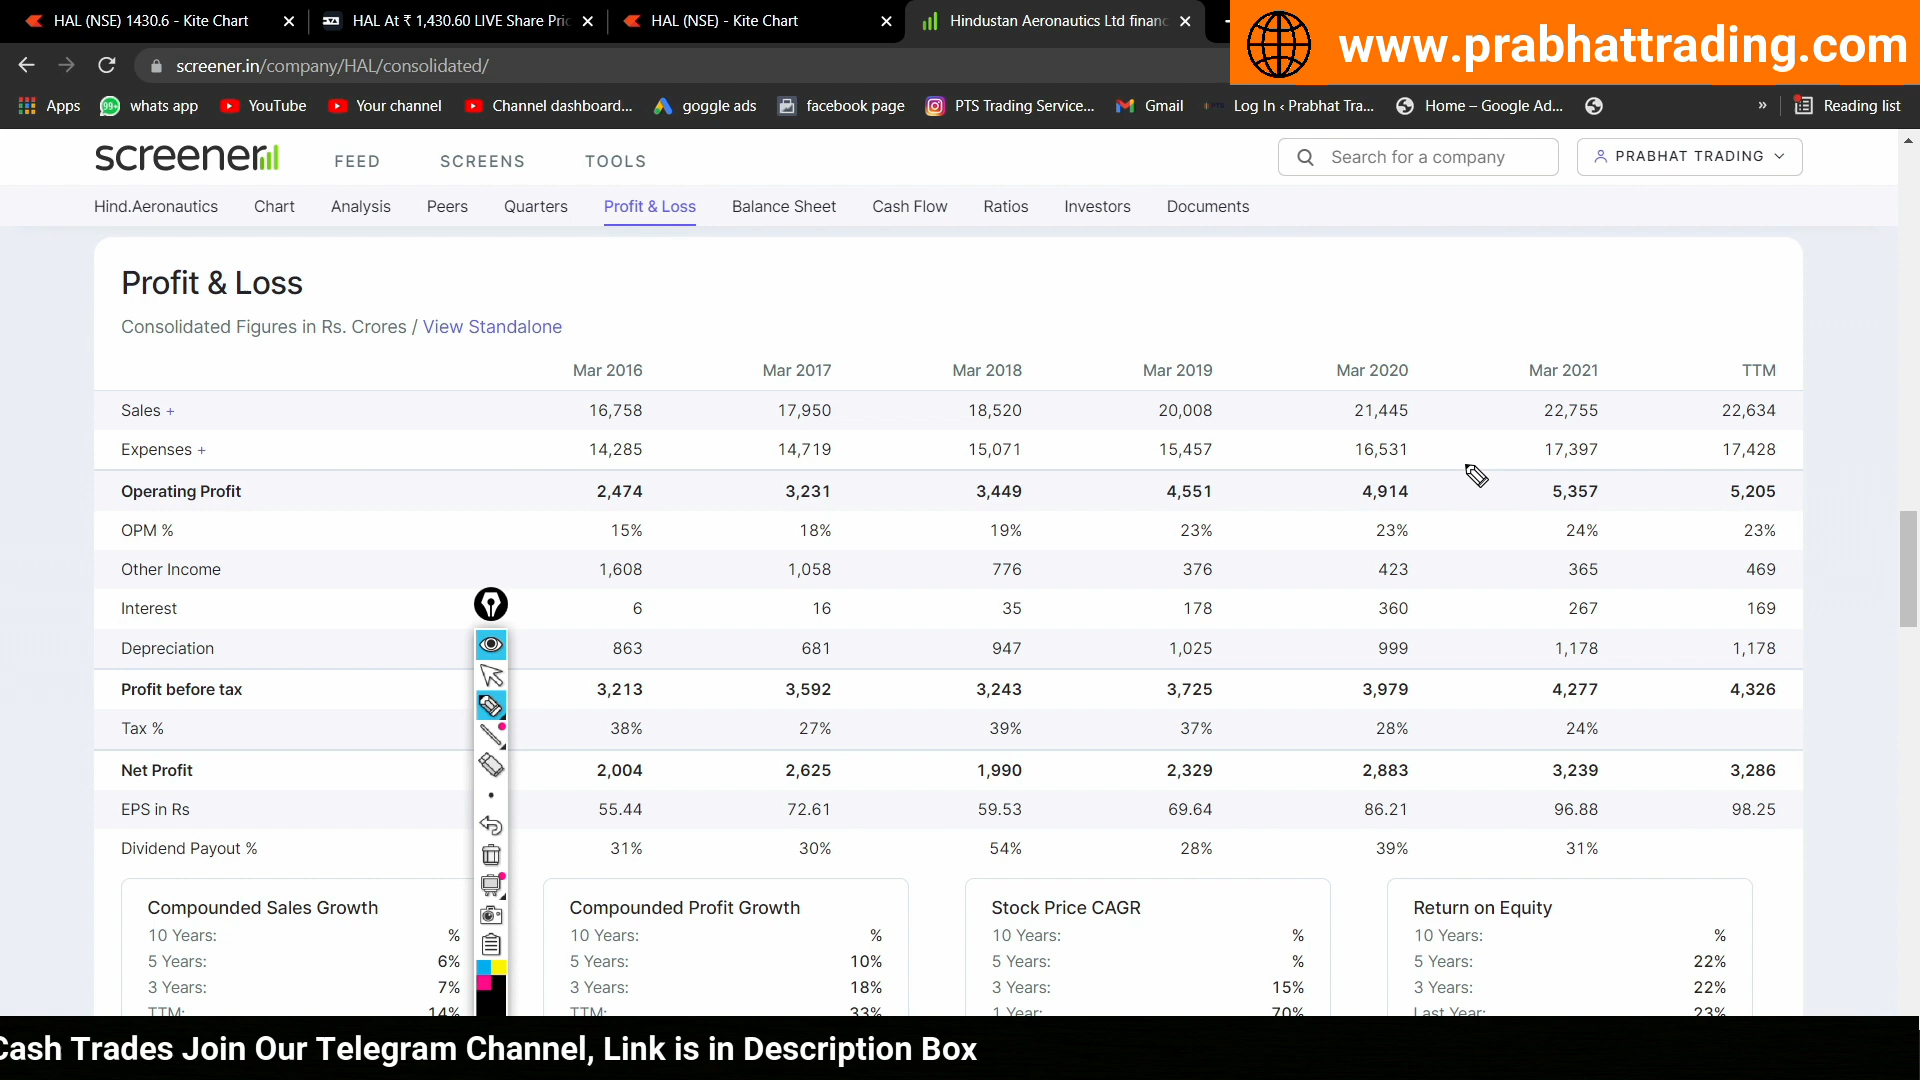 HAL (NSE) 1430.6 - Kite Chart
HAL At ₹ 1,430.60 LIVE Share Pric
HAL (NSE) - Kite Chart
Hindustan Aeronautics Ltd financ
www.prabhattrading.com
screener.in/company/HAL/consolidated/
Apps 99+ whats app YouTube Your channel Channel dashboard... goggle ads facebook page PTS Trading Service... Gmail Log In ‹ Prabhat Tra... Home – Google Ad... » Reading list
screener FEED SCREENS TOOLS Search for a company PRABHAT TRADING
Hind.Aeronautics Chart Analysis Peers Quarters Profit & Loss Balance Sheet Cash Flow Ratios Investors Documents
Profit & Loss
Consolidated Figures in Rs. Crores / View Standalone
Mar 2016 Mar 2017 Mar 2018 Mar 2019 Mar 2020 Mar 2021 TTM
Sales + 16,758 17,950 18,520 20,008 21,445 22,755 22,634
Expenses + 14,285 14,719 15,071 15,457 16,531 17,397 17,428
Operating Profit 2,474 3,231 3,449 4,551 4,914 5,357 5,205
OPM % 15% 18% 19% 23% 23% 24% 23%
Other Income 1,608 1,058 776 376 423 365 469
Interest 6 16 35 178 360 267 169
Depreciation 863 681 947 1,025 999 1,178 1,178
Profit before tax 3,213 3,592 3,243 3,725 3,979 4,277 4,326
Tax % 38% 27% 39% 37% 28% 24%
Net Profit 2,004 2,625 1,990 2,329 2,883 3,239 3,286
EPS in Rs 55.44 72.61 59.53 69.64 86.21 96.88 98.25
Dividend Payout % 31% 30% 54% 28% 39% 31%
Compounded Sales Growth
10 Years: %
5 Years: 6%
3 Years: 7%
TTM: 14%
Compounded Profit Growth
10 Years: %
5 Years: 10%
3 Years: 18%
TTM: 33%
Stock Price CAGR
10 Years: %
5 Years: %
3 Years: 15%
1 Year: 70%
Return on Equity
10 Years: %
5 Years: 22%
3 Years: 22%
Last Year: 23%
Cash Trades Join Our Telegram Channel, Link is in Description Box